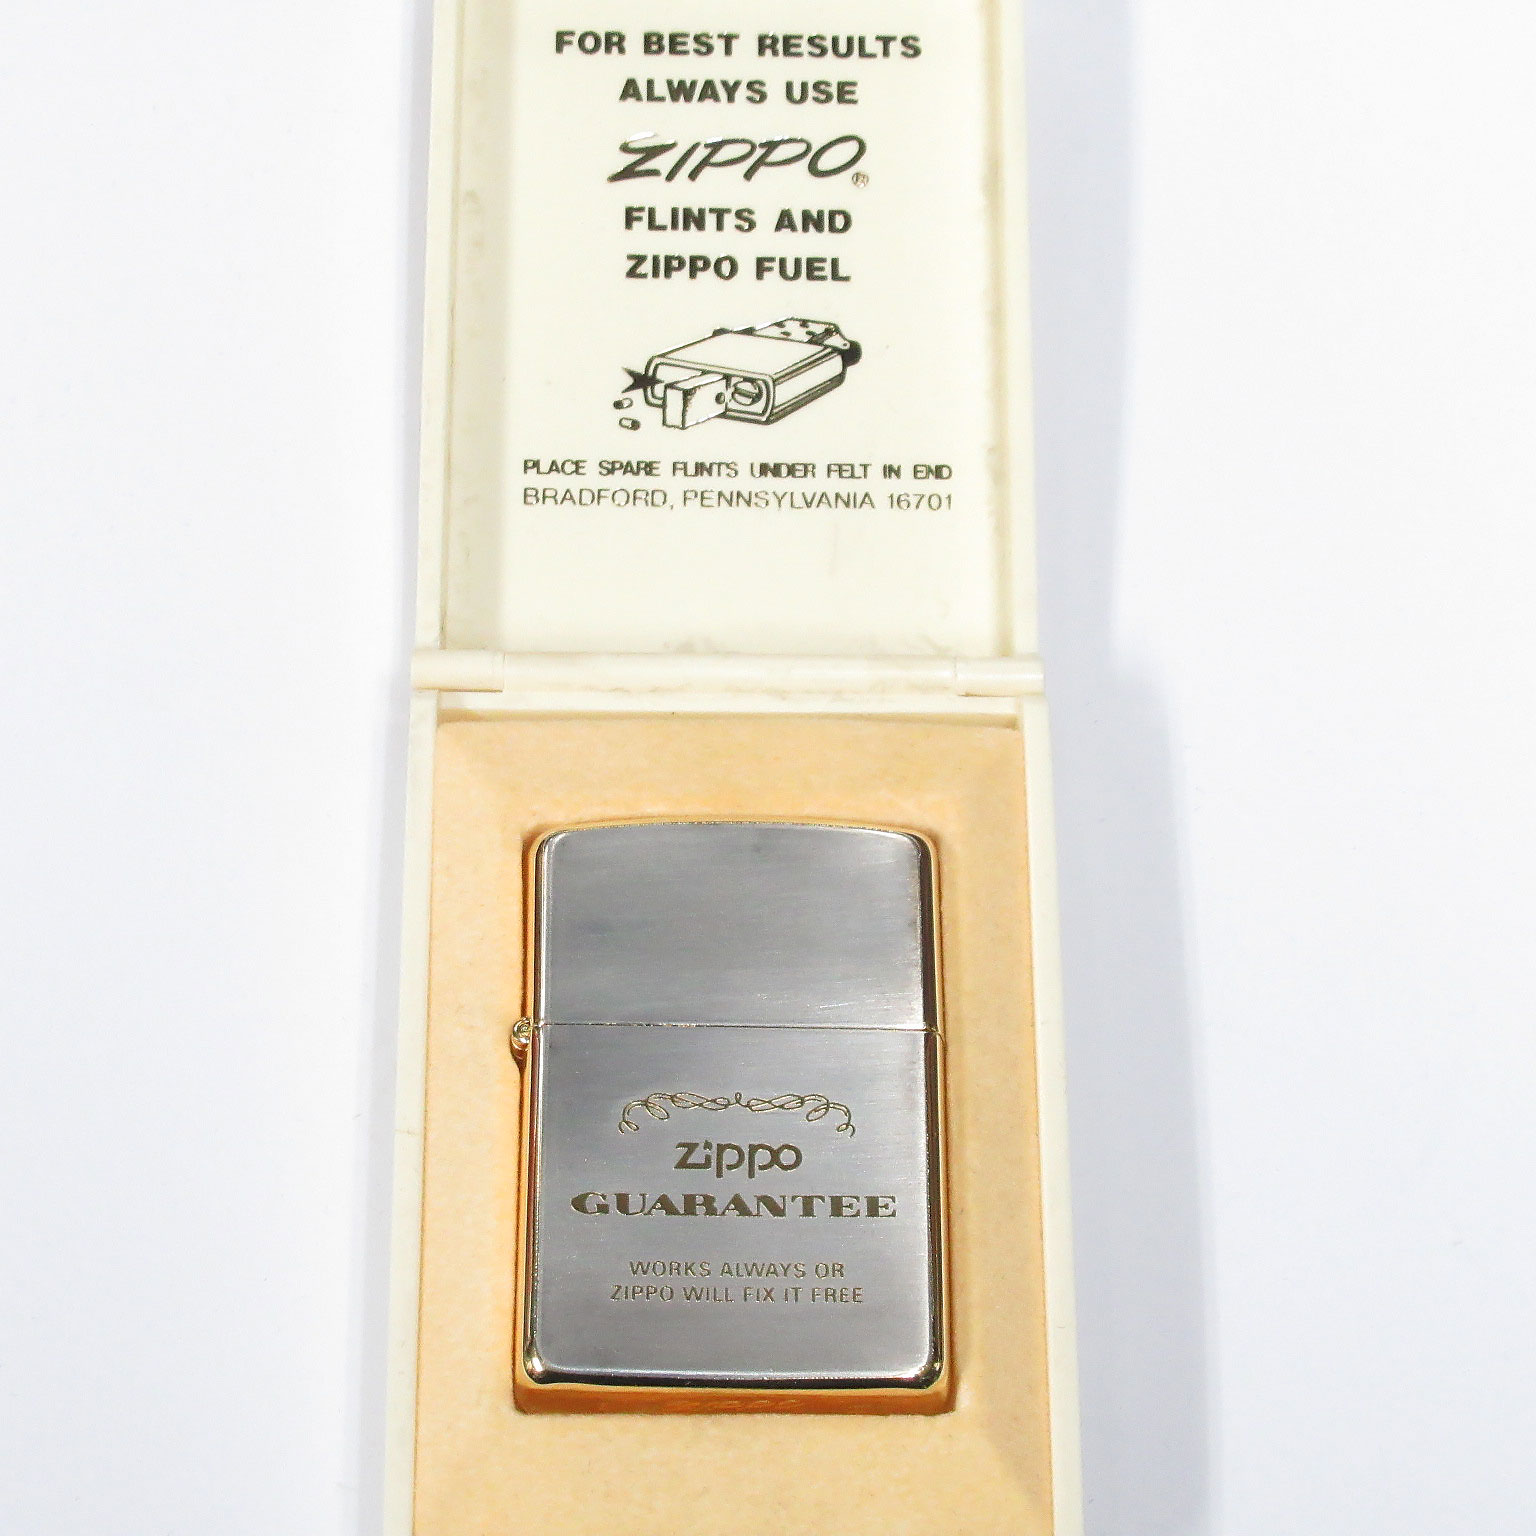 FOR BEST RESULTS
ALWAYS USE
ZIPPO®
FLINTS AND
ZIPPO FUEL
PLACE SPARE FLINTS UNDER FELT IN END
BRADFORD, PENNSYLVANIA 16701
Zippo
GUARANTEE
WORKS ALWAYS OR
ZIPPO WILL FIX IT FREE